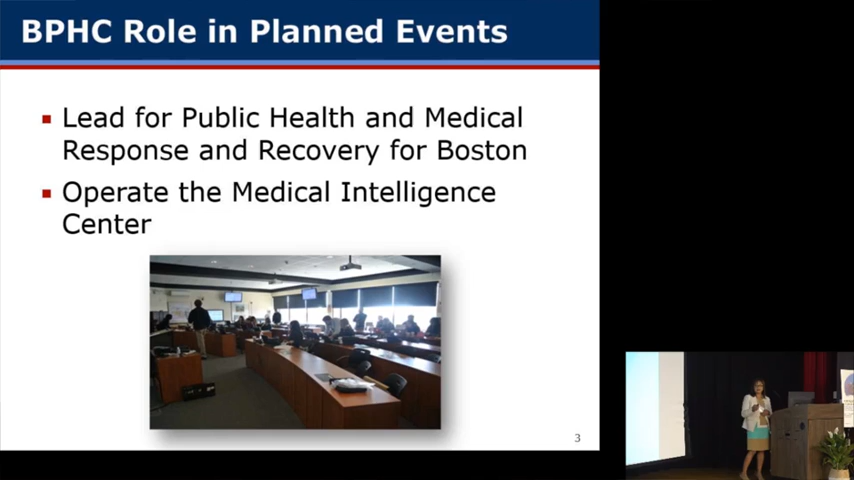 BPHC Role in Planned Events
Lead for Public Health and Medical
Response and Recovery for Boston
Operate the Medical Intelligence
Center
3